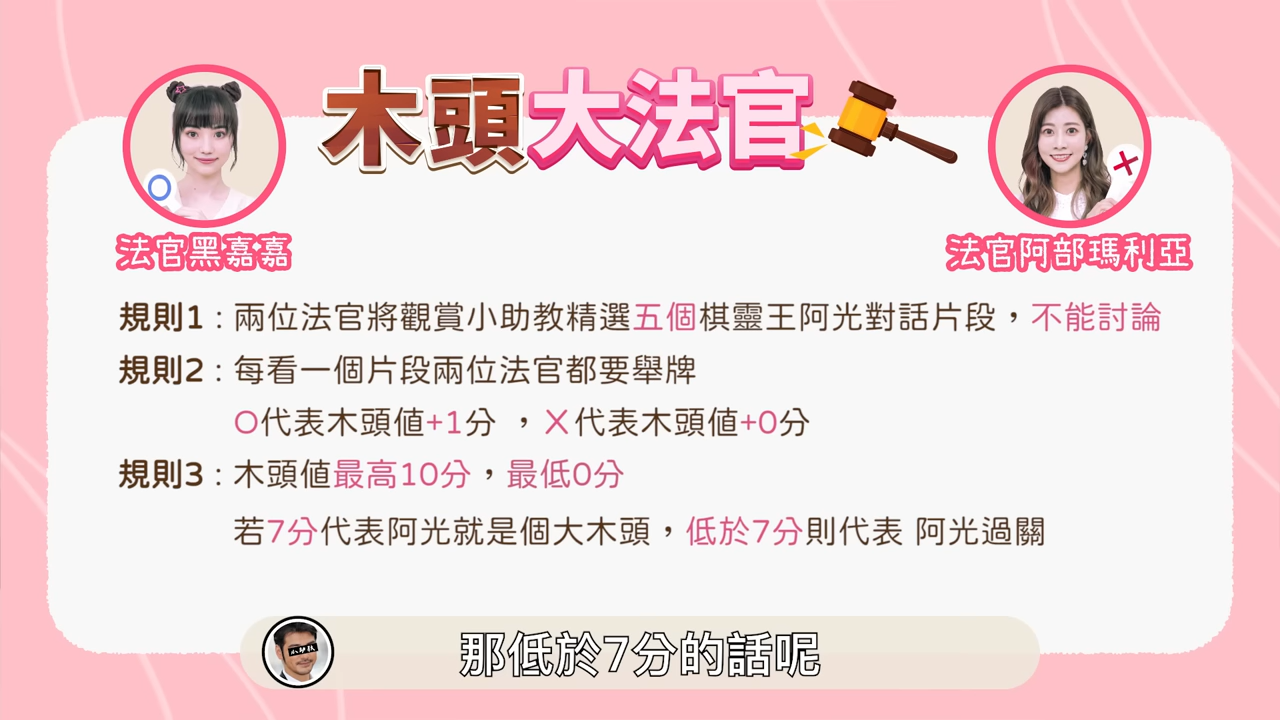 木頭大法官
法官黑嘉嘉
法官阿部瑪利亞
規則1：兩位法官將觀賞小助教精選五個棋靈王阿光對話片段，不能討論
規則2：每看一個片段兩位法官都要舉牌
O代表木頭值+1分，X代表木頭值+0分
規則3：木頭值最高10分，最低0分
若7分代表阿光就是個大木頭，低於7分則代表 阿光過關
小助教
那低於7分的話呢